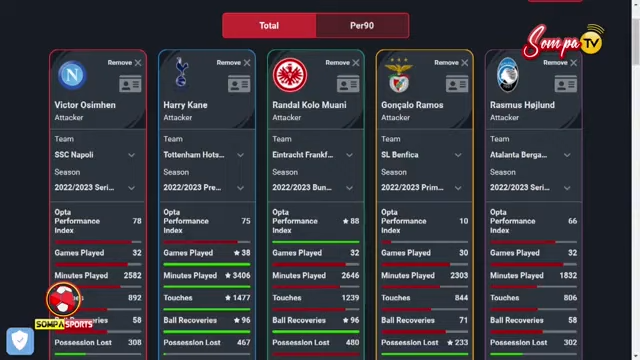 Total Per90
Sompa TV
Remove Remove Remove Remove Remove
Victor Osimhen Harry Kane Randal Kolo Muani Gonçalo Ramos Rasmus Højlund
Attacker Attacker Attacker Attacker Attacker
Team Team Team Team Team
SSC Napoli Tottenham Hots... Eintracht Frankf... SL Benfica Atalanta Berga...
Season Season Season Season Season
2022/2023 Seri... 2022/2023 Pre... 2022/2023 Bun... 2022/2023 Prim... 2022/2023 Seri...
Opta Opta Opta Opta Opta
Performance 78 Performance 75 Performance ★ 88 Performance 10 Performance 66
Index Index Index Index Index
Games Played 32 Games Played ★ 38 Games Played 32 Games Played 30 Games Played 32
Minutes Played 2582 Minutes Played ★ 3406 Minutes Played 2646 Minutes Played 2303 Minutes Played 1832
892 Touches ★ 1477 Touches 1239 Touches 844 Touches 806
58 Ball Recoveries ★ 96 Ball Recoveries ★ 96 Ball Recoveries 71 Ball Recoveries 58
SOMPA SPORTS
Possession Lost 308 Possession Lost 467 Possession Lost 480 Possession Lost ★ 233 Possession Lost 302